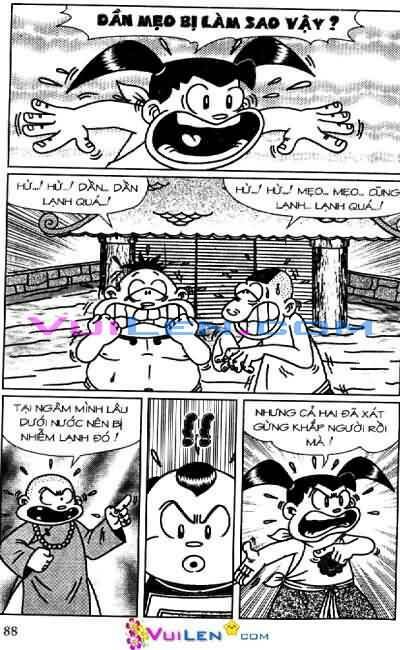 DẦN MẸO BỊ LÀM SAO VẬY?
HỪ...! HỪ...! DẦN... DẦN
LẠNH QUÁ...!
HỪ...! HỪ...! MẸO... MẸO... CŨNG
LẠNH... LẠNH QUÁ...!
VUILEN.COM
TẠI NGÂM MÌNH LÂU
DƯỚI NƯỚC NÊN BỊ
NHIỄM LẠNH ĐÓ!
!!
NHƯNG CẢ HAI ĐÃ XÁT
GỪNG KHẮP NGƯỜI RỒI
MÀ!
88
VUILEN.COM